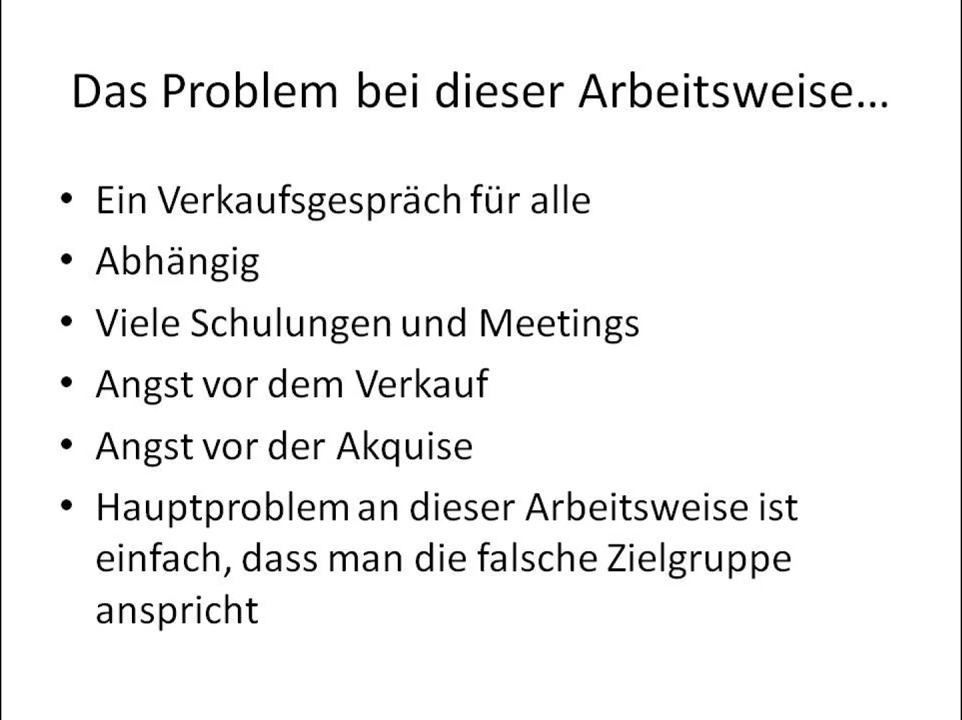 Das Problem bei dieser Arbeitsweise...
• Ein Verkaufsgespräch für alle
• Abhängig
• Viele Schulungen und Meetings
• Angst vor dem Verkauf
• Angst vor der Akquise
• Hauptproblem an dieser Arbeitsweise ist
einfach, dass man die falsche Zielgruppe
anspricht